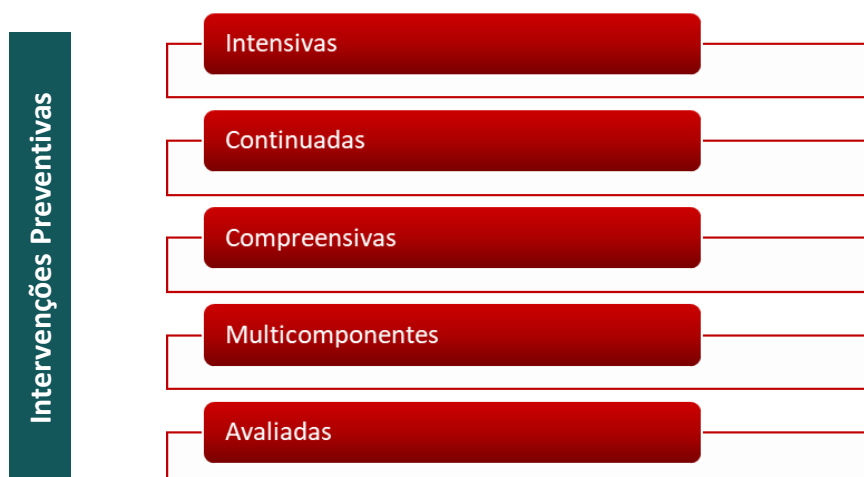 Intervenções Preventivas
Intensivas
Continuadas
Compreensivas
Multicomponentes
Avaliadas